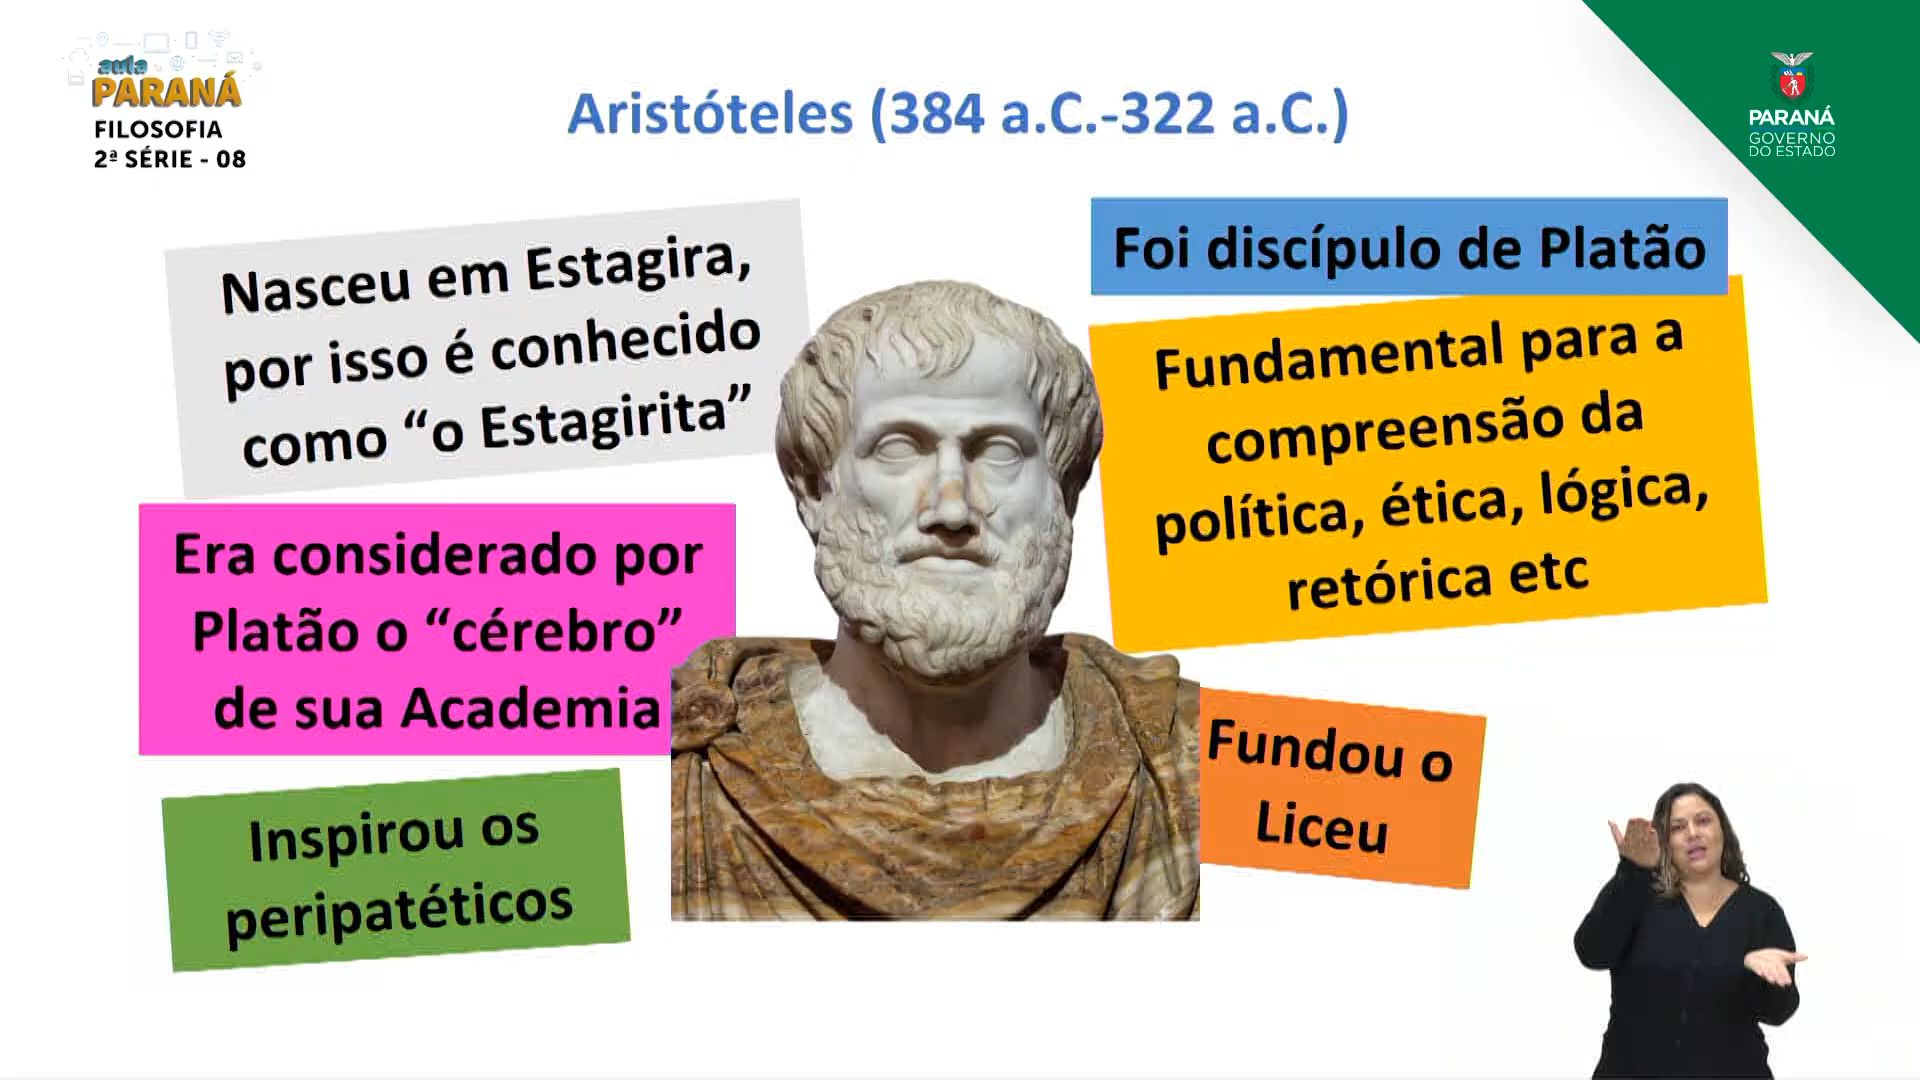 aula
PARANÁ
FILOSOFIA
2ª SÉRIE - 08
Aristóteles (384 a.C.-322 a.C.)
PARANÁ
GOVERNO
DO ESTADO
Nasceu em Estagira,
por isso é conhecido
como “o Estagirita”
Foi discípulo de Platão
Fundamental para a
compreensão da
política, ética, lógica,
retórica etc
Era considerado por
Platão o “cérebro”
de sua Academia
Fundou o
Liceu
Inspirou os
peripatéticos